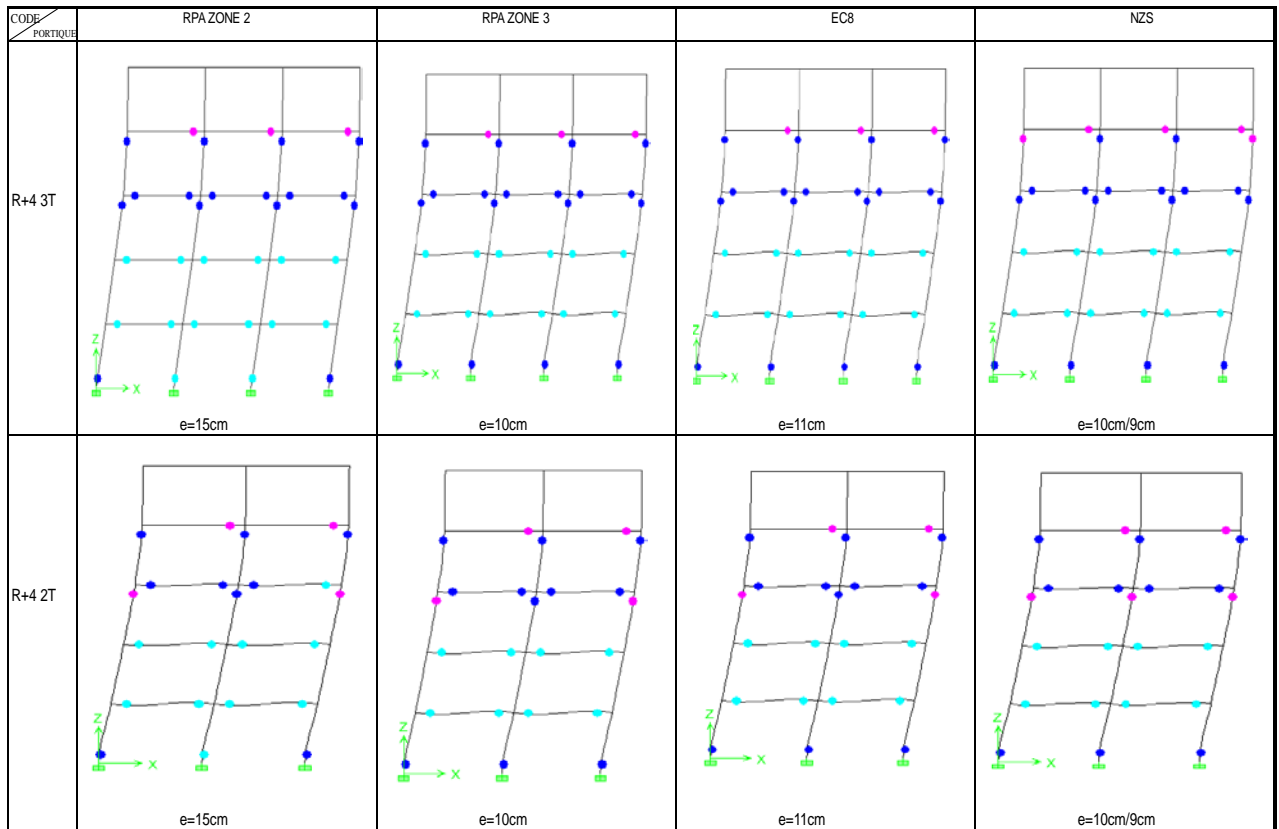 CODE
PORTIQUE
RPA ZONE 2
RPA ZONE 3
EC8
NZS
R+4 3T
Z
X
e=15cm
Z
X
e=10cm
Z
X
e=11cm
Z
X
e=10cm/9cm
R+4 2T
Z
X
e=15cm
Z
X
e=10cm
Z
X
e=11cm
Z
X
e=10cm/9cm